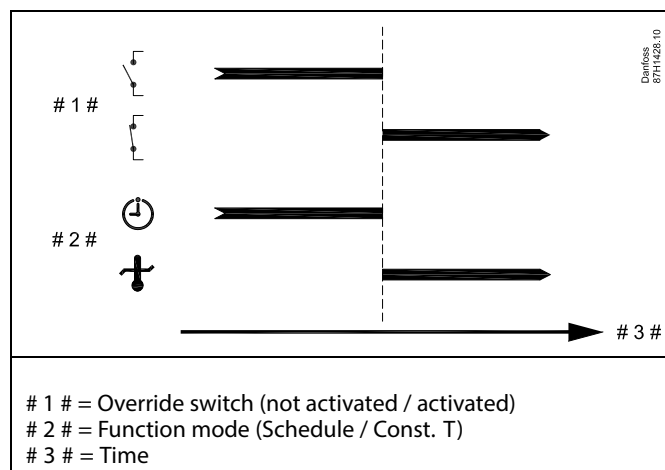 Danfoss
87H1428.10
# 1 #
# 2 #
# 3 #
# 1 # = Override switch (not activated / activated)
# 2 # = Function mode (Schedule / Const. T)
# 3 # = Time